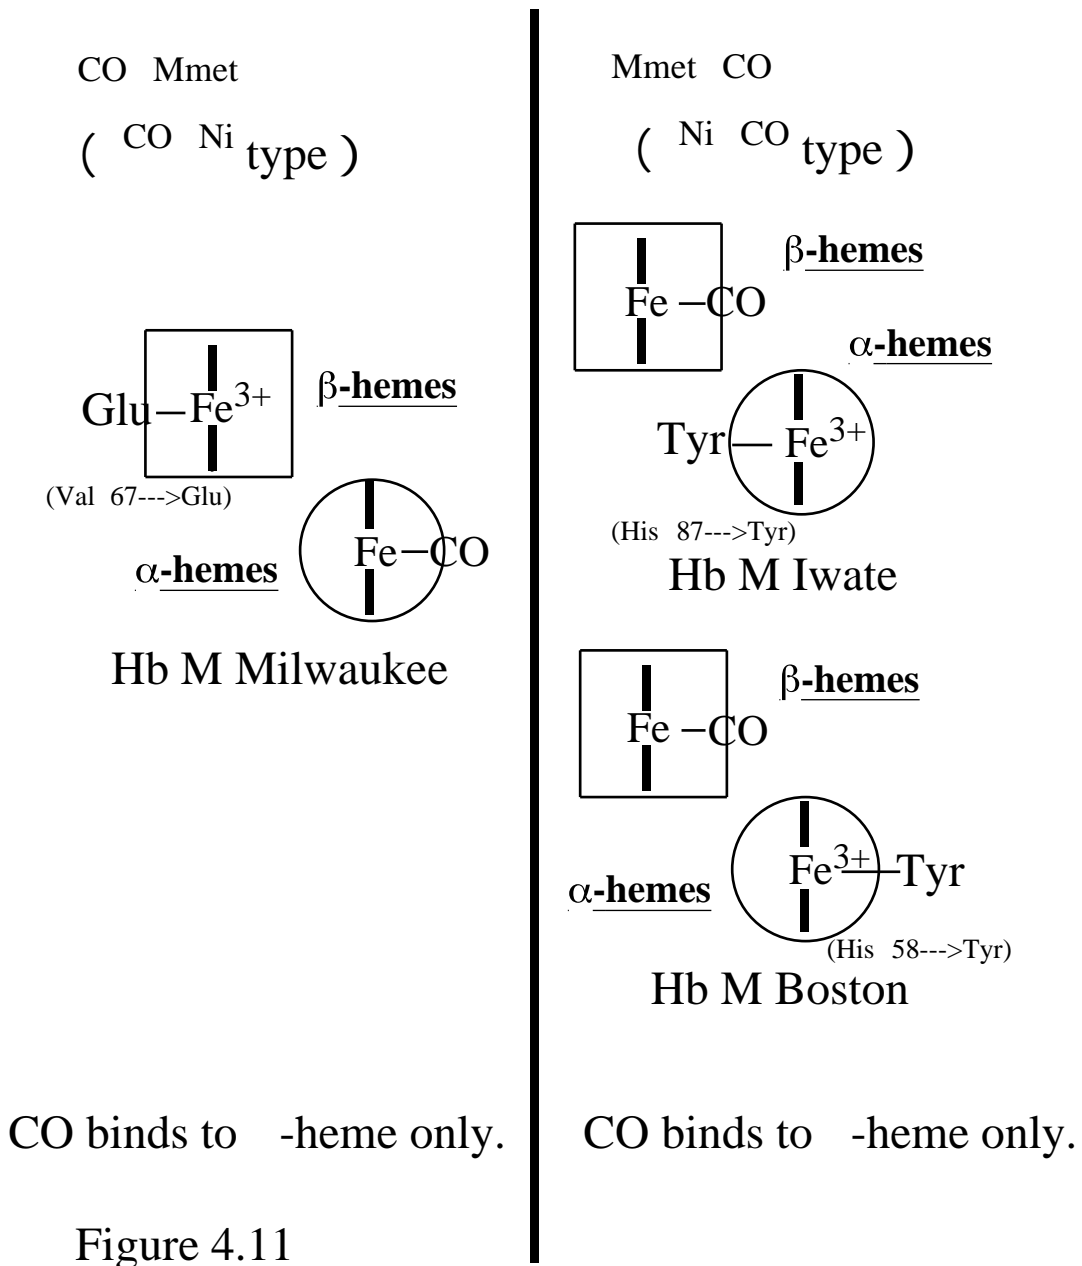 CO Mmet
( CO Ni type )
β-hemes
Glu—Fe3+
(Val 67--->Glu)
Fe—CO
α-hemes
Hb M Milwaukee
CO binds to -heme only.
Figure 4.11
Mmet CO
( Ni CO type )
β-hemes
Fe—CO
α-hemes
Tyr—Fe3+
(His 87--->Tyr)
Hb M Iwate
β-hemes
Fe—CO
Fe3+—Tyr
α-hemes
(His 58--->Tyr)
Hb M Boston
CO binds to -heme only.